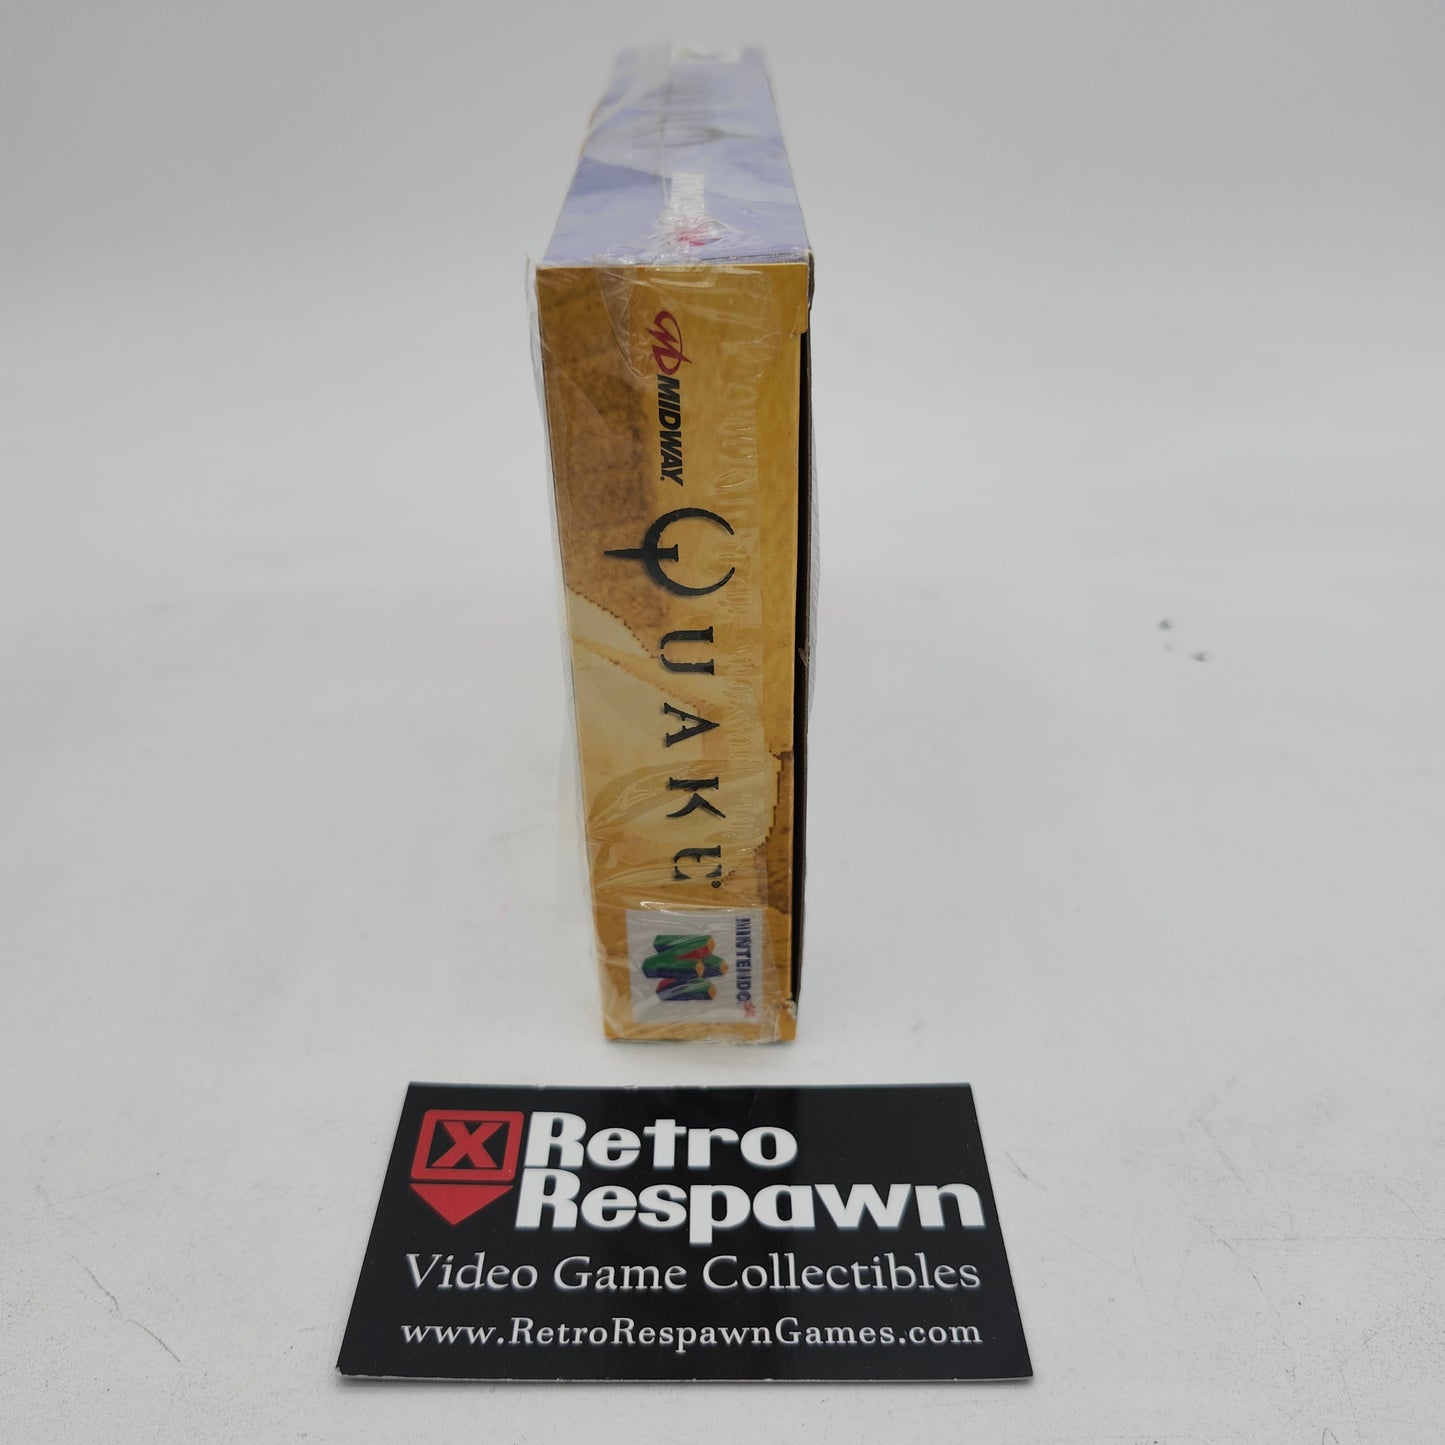 MIDWAY
QUAKE
NINTENDO 64
X Retro
Respawn
Video Game Collectibles
www.RetroRespawnGames.com